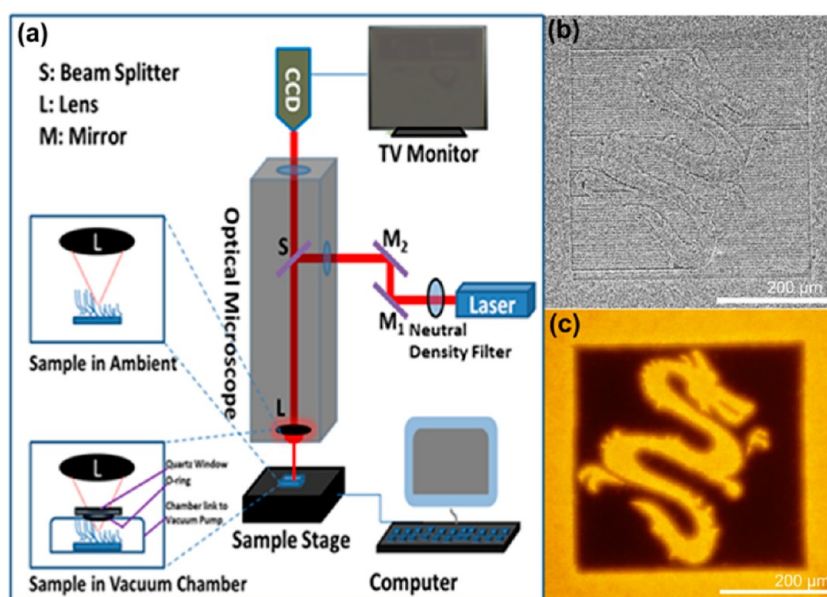 (a)
S: Beam Splitter
L: Lens
M: Mirror
CCD
TV Monitor
Optical Microscope
S
M2
M1
Laser
Neutral
Density Filter
L
L
Sample in Ambient
L
Quartz Window
O-ring
Chamber link to
Vacuum Pump
Sample in Vacuum Chamber
Sample Stage
Computer
(b)
200 µm
(c)
200 µm